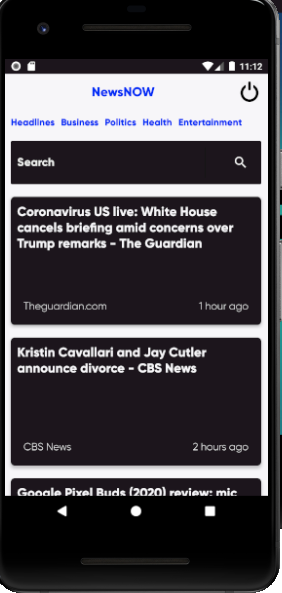 11:12
NewsNOW
Headlines Business Politics Health Entertainment
Search
Coronavirus US live: White House
cancels briefing amid concerns over
Trump remarks - The Guardian
Theguardian.com 1 hour ago
Kristin Cavallari and Jay Cutler
announce divorce - CBS News
CBS News 2 hours ago
Google Pixel Buds (2020) review: mic